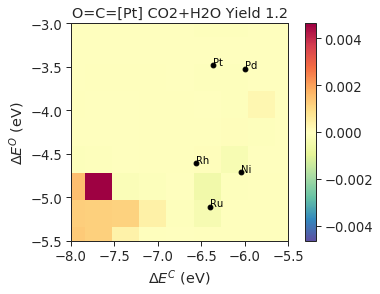 O=C=[Pt] CO2+H2O Yield 1.2
−3.0
−3.5
−4.0
−4.5
−5.0
−5.5
ΔE^O (eV)
Pt
Pd
Rh
Ni
Ru
−8.0 −7.5 −7.0 −6.5 −6.0 −5.5
ΔE^C (eV)
0.004
0.002
0.000
−0.002
−0.004